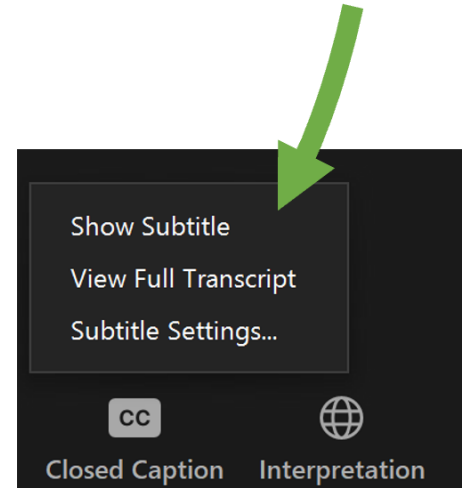 Show Subtitle
View Full Transcript
Subtitle Settings...
CC
Closed Caption
Interpretation